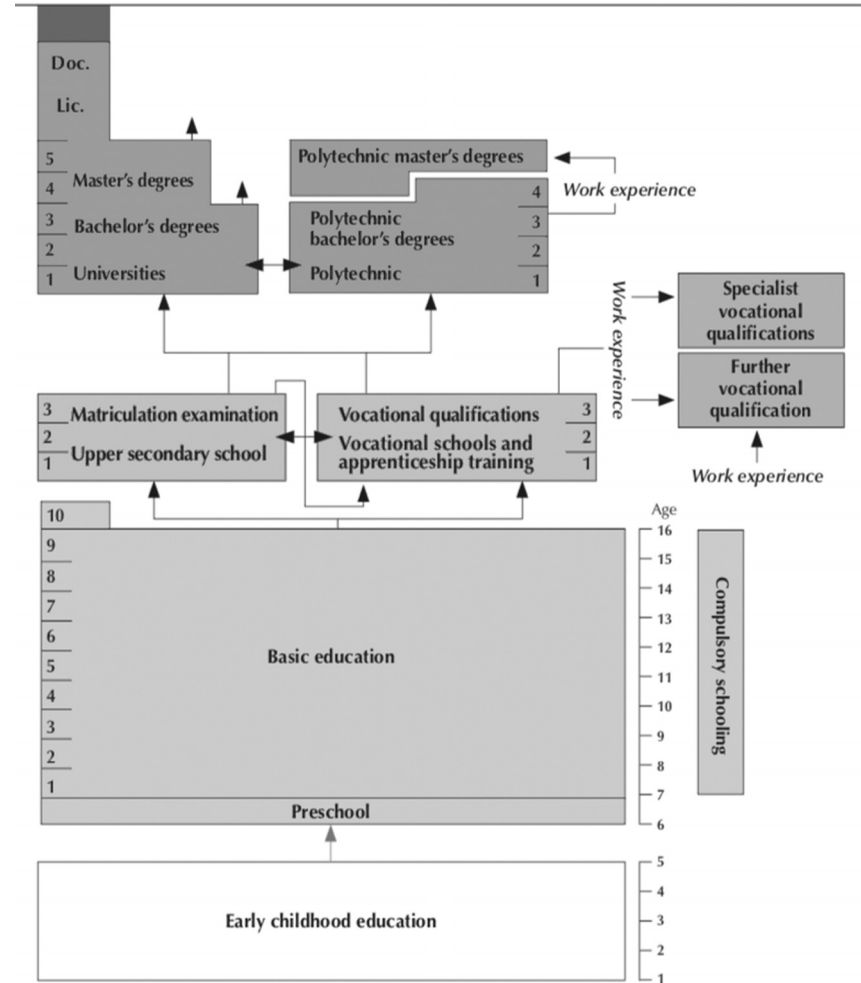 Doc.
Lic.
5
4 Master's degrees
3 Bachelor's degrees
2
1 Universities
Polytechnic master's degrees
4
Polytechnic 3
bachelor's degrees
2
Polytechnic 1
Work experience
Work experience
Specialist
vocational
qualifications
Further
vocational
qualification
Work experience
3 Matriculation examination
2
1 Upper secondary school
Vocational qualifications 3
Vocational schools and 2
apprenticeship training 1
10
9
8
7
6
5
4
3
2
1
Basic education
Preschool
Age
16
15
14
13
12
11
10
9
8
7
6
Compulsory schooling
Early childhood education
5
4
3
2
1